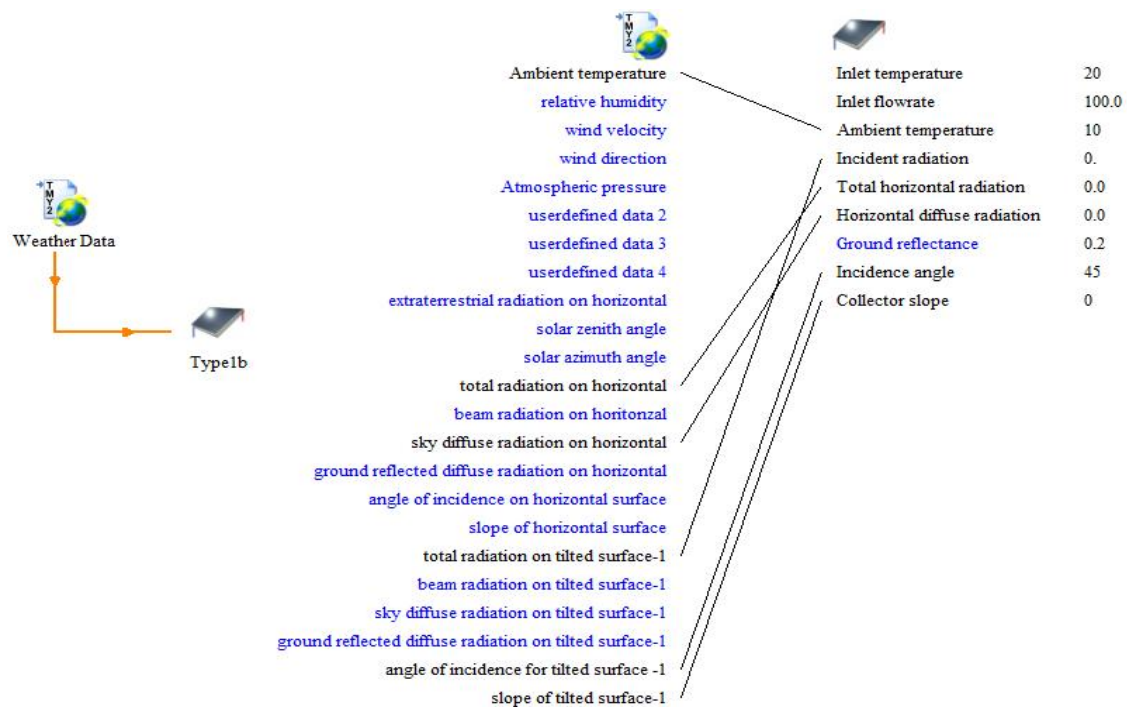 TMY2
Weather Data
Type1b
TMY2
Ambient temperature
relative humidity
wind velocity
wind direction
Atmospheric pressure
userdefined data 2
userdefined data 3
userdefined data 4
extraterrestrial radiation on horizontal
solar zenith angle
solar azimuth angle
total radiation on horizontal
beam radiation on horitonzal
sky diffuse radiation on horizontal
ground reflected diffuse radiation on horizontal
angle of incidence on horizontal surface
slope of horizontal surface
total radiation on tilted surface-1
beam radiation on tilted surface-1
sky diffuse radiation on tilted surface-1
ground reflected diffuse radiation on tilted surface-1
angle of incidence for tilted surface -1
slope of tilted surface-1
Inlet temperature 20
Inlet flowrate 100.0
Ambient temperature 10
Incident radiation 0.
Total horizontal radiation 0.0
Horizontal diffuse radiation 0.0
Ground reflectance 0.2
Incidence angle 45
Collector slope 0